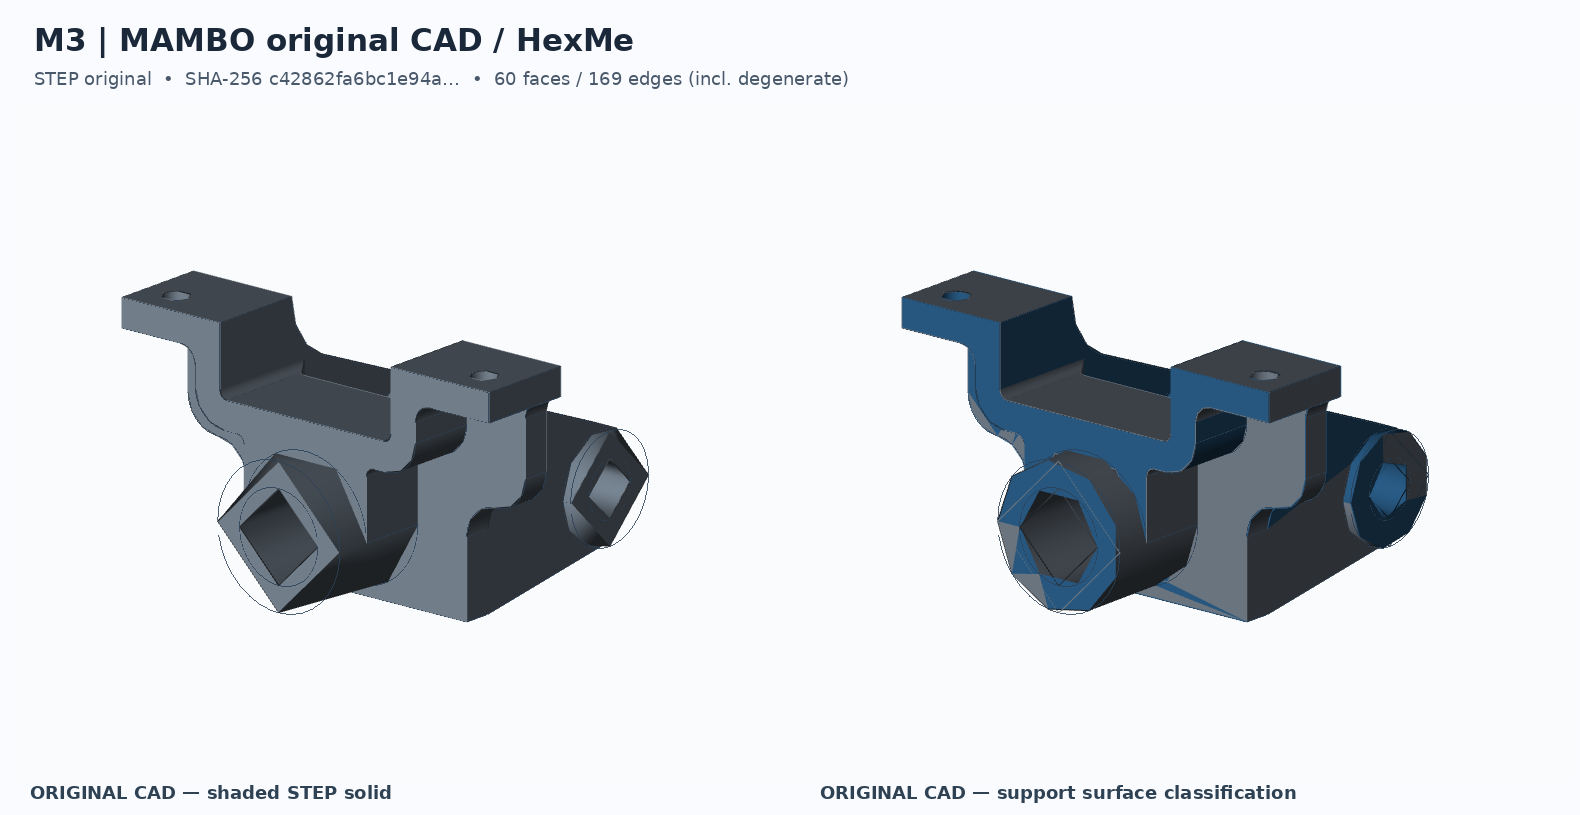 M3 | MAMBO original CAD / HexMe
STEP original • SHA-256 c42862fa6bc1e94a... • 60 faces / 169 edges (incl. degenerate)
ORIGINAL CAD — shaded STEP solid
ORIGINAL CAD — support surface classification